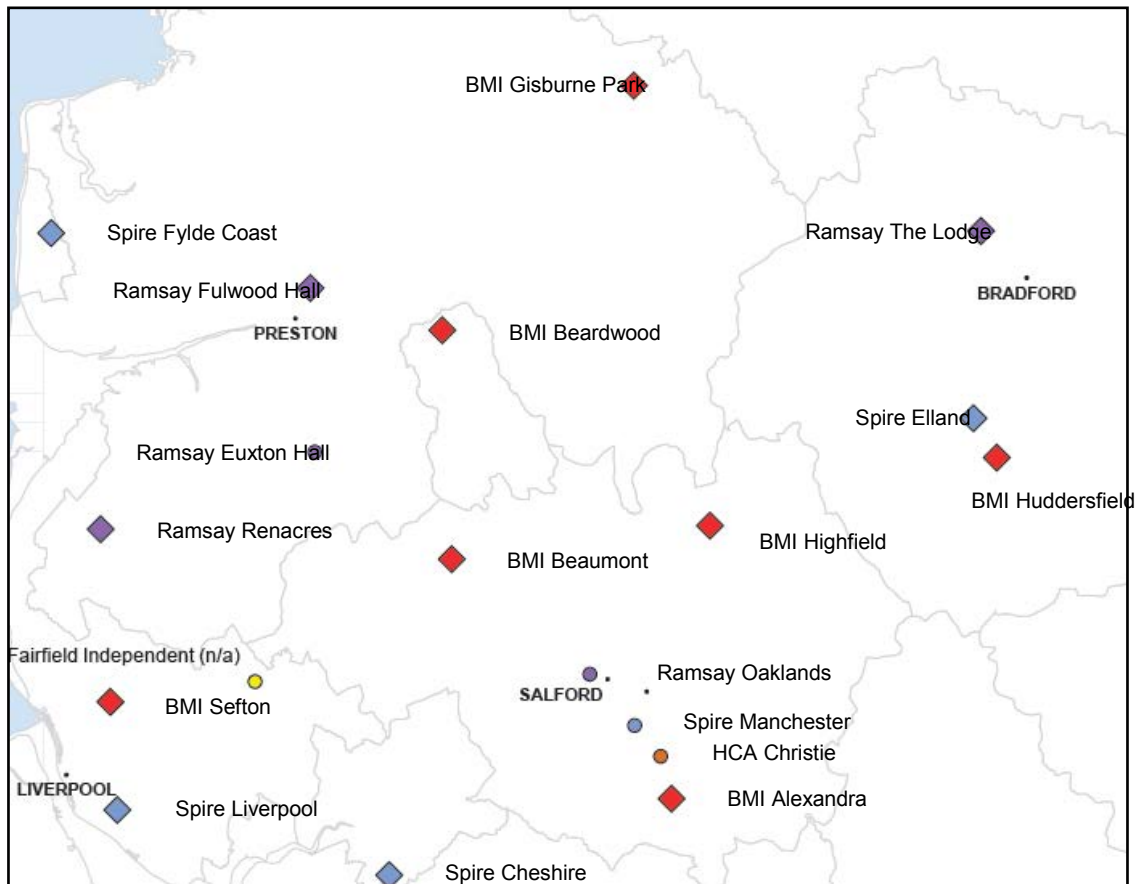 BMI Gisburne Park
Spire Fylde Coast
Ramsay The Lodge
Ramsay Fulwood Hall
BRADFORD
PRESTON
BMI Beardwood
Spire Elland
Ramsay Euxton Hall
BMI Huddersfield
Ramsay Renacres
BMI Highfield
BMI Beaumont
Fairfield Independent (n/a)
Ramsay Oaklands
SALFORD
BMI Sefton
Spire Manchester
HCA Christie
LIVERPOOL
BMI Alexandra
Spire Liverpool
Spire Cheshire